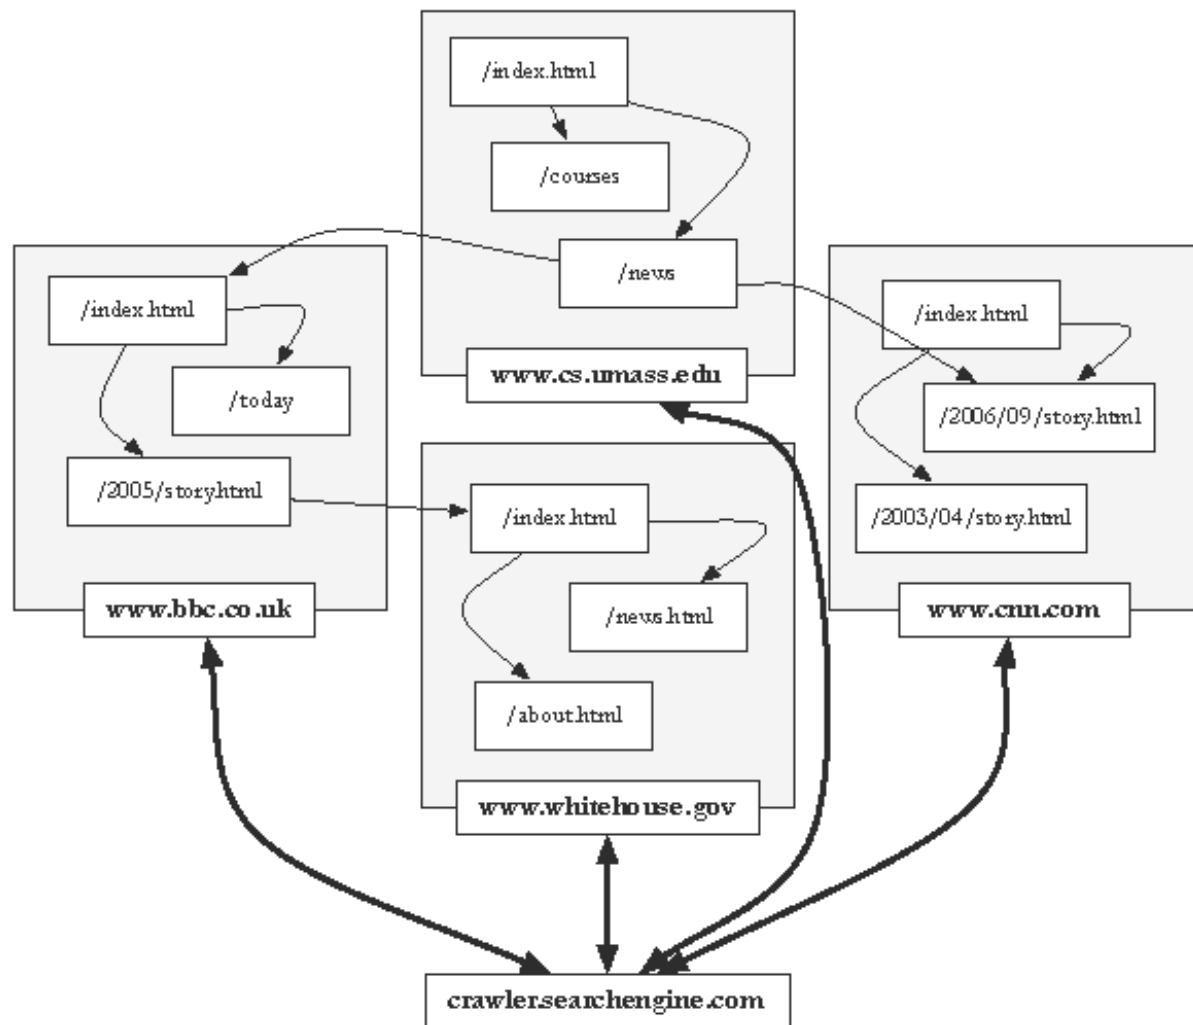 /index.html
/courses
/news
www.cs.umass.edu
/index.html
/today
/2005/story.html
www.bbc.co.uk
/index.html
/2006/09/story.html
/2003/04/story.html
www.cnn.com
/index.html
/news.html
/about.html
www.whitehouse.gov
crawler.searchengine.com